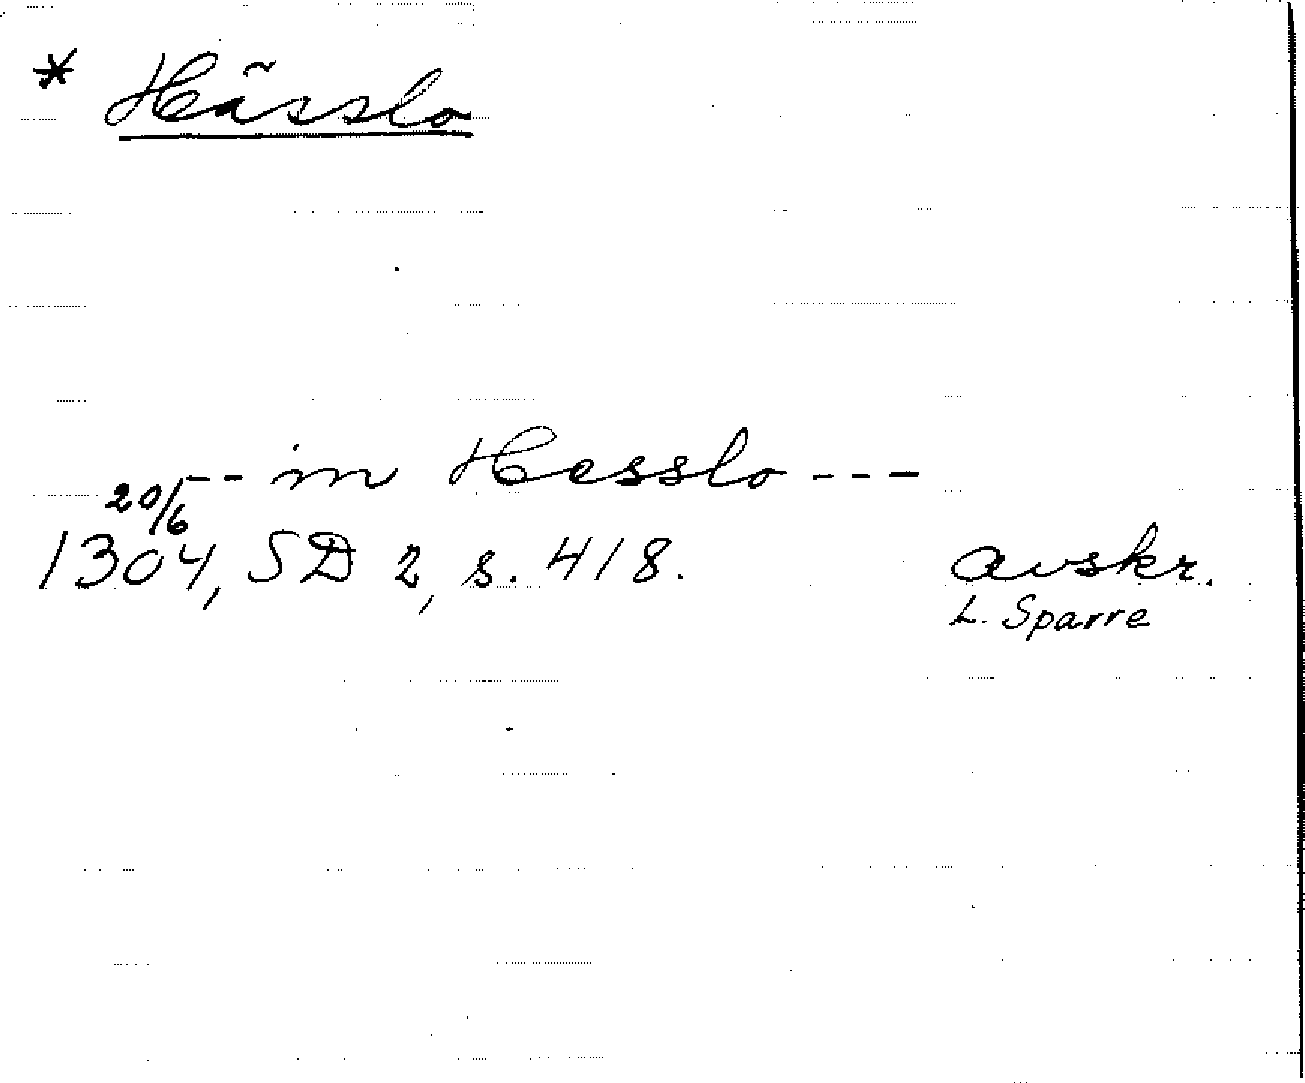 * Hässlo
--- in Hesslo ---
20/6
1304, SD 2, s. 418. avskr.
L. Sparre